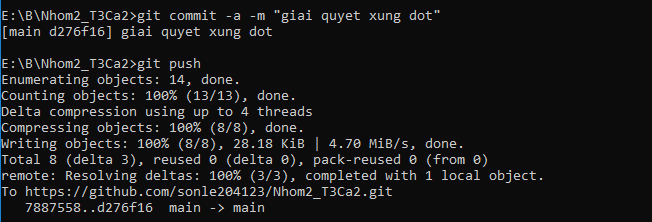 E:\B\Nhom2_T3Ca2>git commit -a -m "giai quyet xung dot"
[main d276f16] giai quyet xung dot
E:\B\Nhom2_T3Ca2>git push
Enumerating objects: 14, done.
Counting objects: 100% (13/13), done.
Delta compression using up to 4 threads
Compressing objects: 100% (8/8), done.
Writing objects: 100% (8/8), 28.18 KiB | 4.70 MiB/s, done.
Total 8 (delta 3), reused 0 (delta 0), pack-reused 0 (from 0)
remote: Resolving deltas: 100% (3/3), completed with 1 local object.
To https://github.com/sonle204123/Nhom2_T3Ca2.git
   7887558..d276f16  main -> main